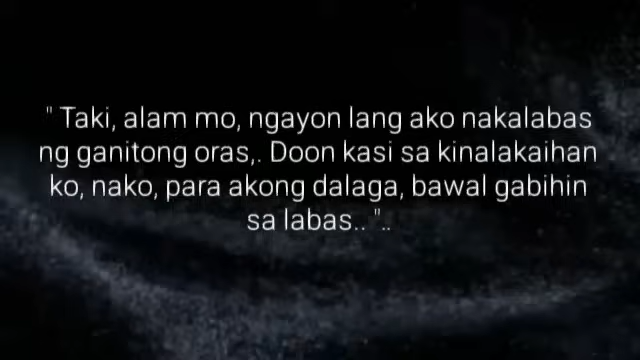 " Taki, alam mo, ngayon lang ako nakalabas
ng ganitong oras,. Doon kasi sa kinalakaihan
ko, nako, para akong dalaga, bawal gabihin
sa labas.. "..